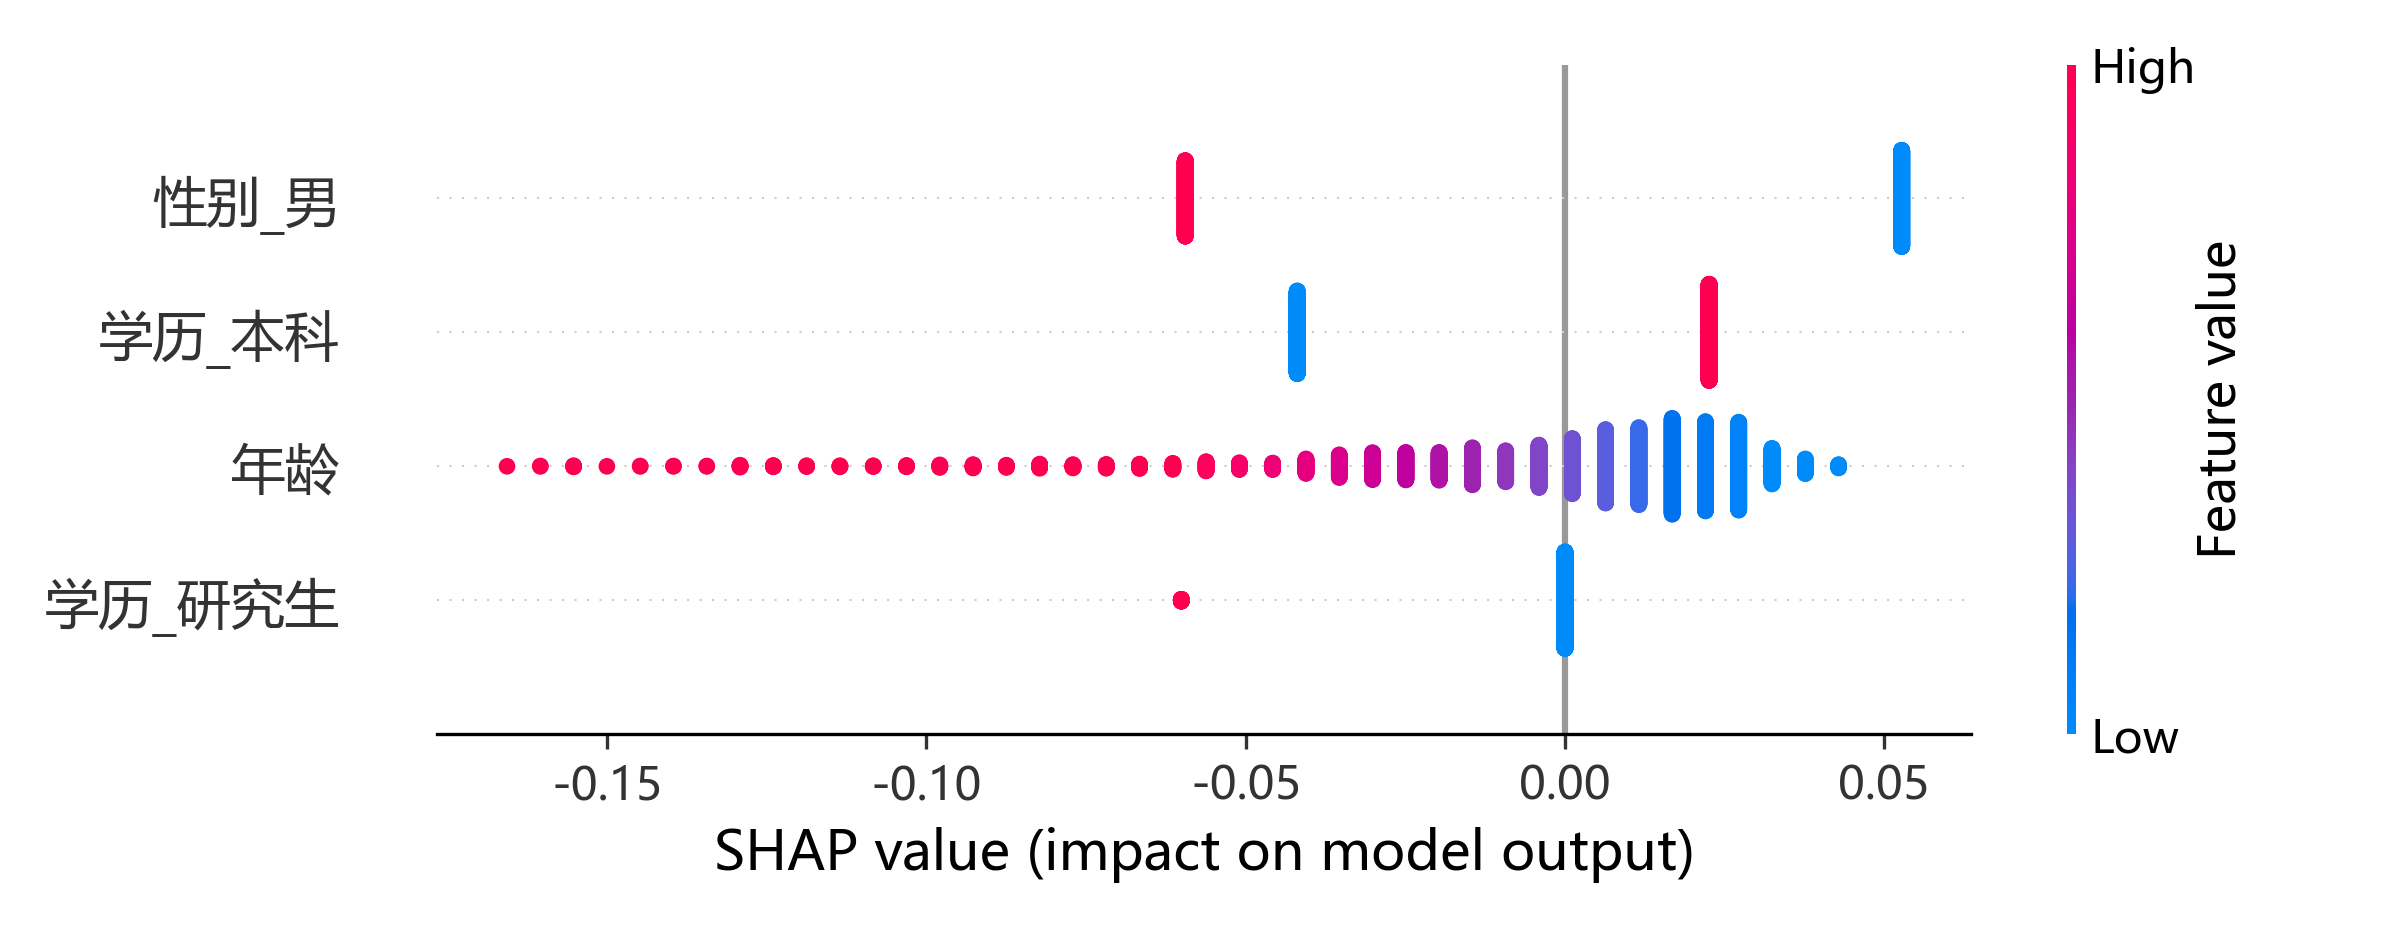 High
性别_男
学历_本科
年龄
学历_研究生
Feature value
Low
-0.15 -0.10 -0.05 0.00 0.05
SHAP value (impact on model output)